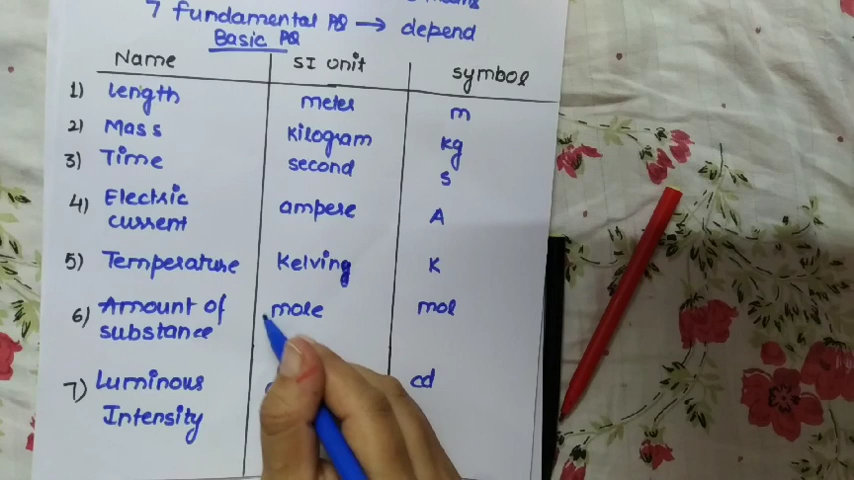 7 fundamental PQ → depend
Basic PQ
Name SI unit symbol
1) length meter m
2) Mass kilogram kg
3) Time second s
4) Electric
current ampere A
5) Temperature Kelving K
6) Amount of
substance mole mol
7) Luminous cd
Intensity